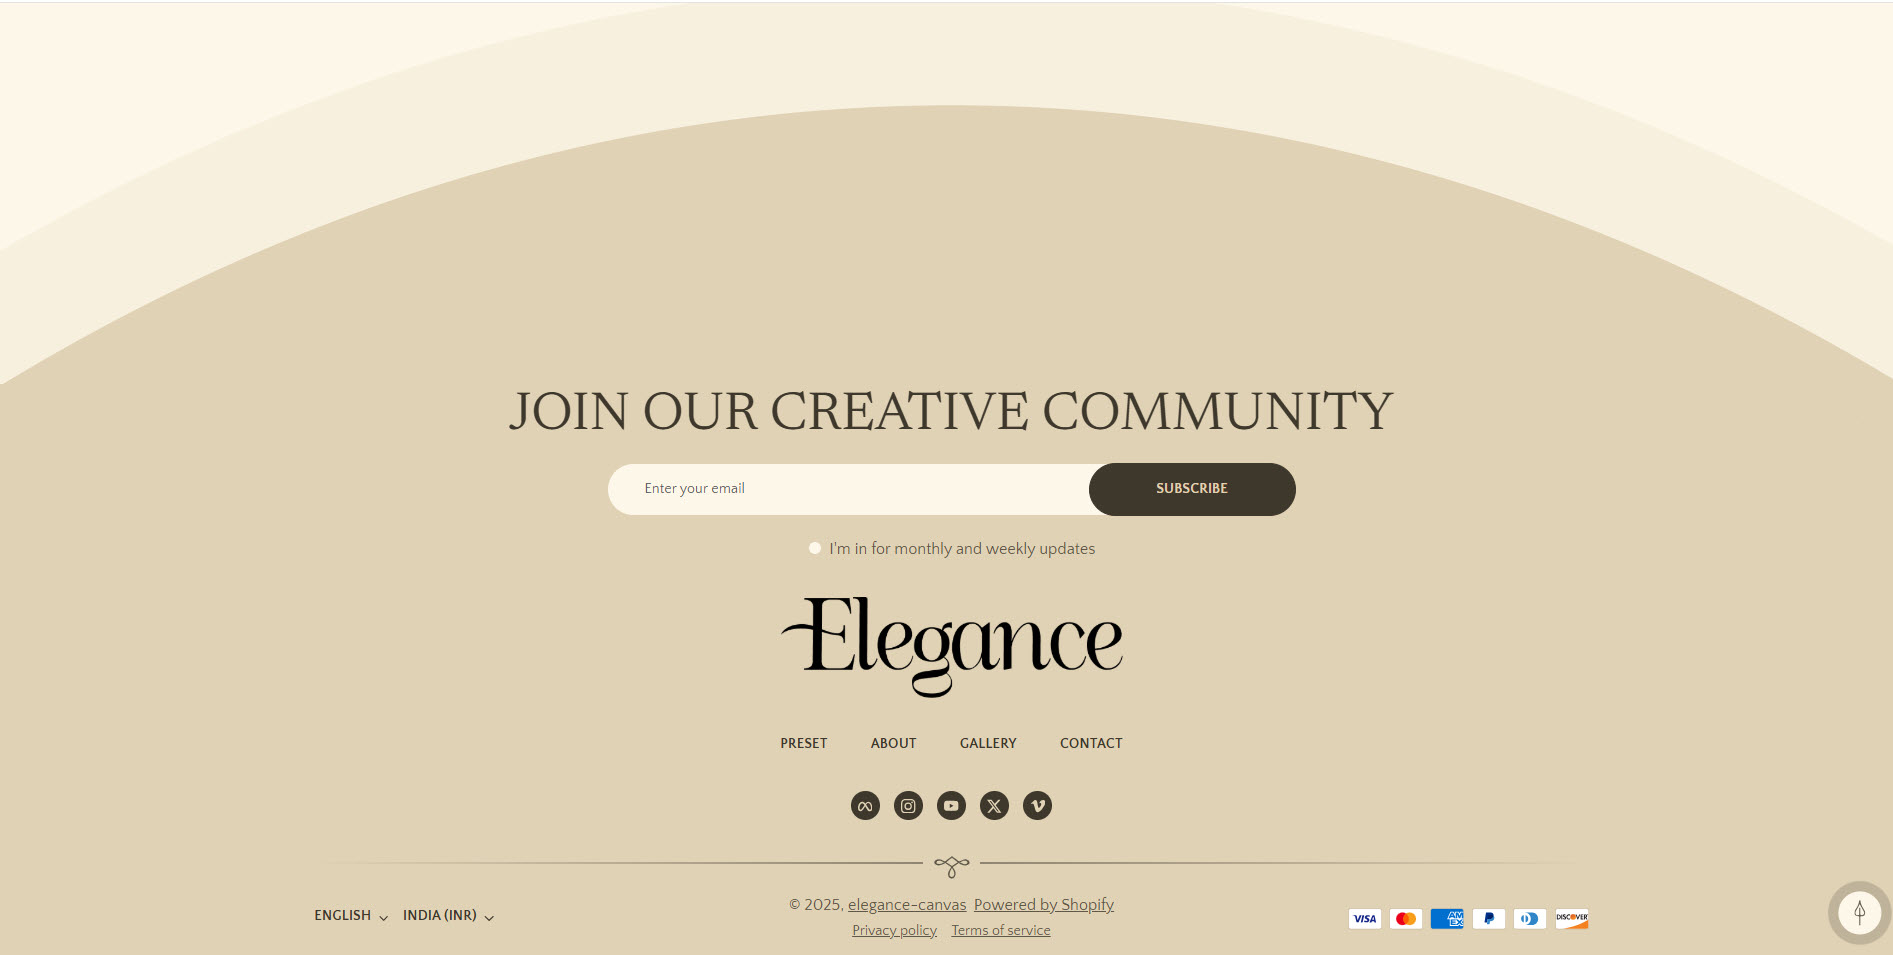 JOIN OUR CREATIVE COMMUNITY
Enter your email
SUBSCRIBE
I'm in for monthly and weekly updates
Elegance
PRESET ABOUT GALLERY CONTACT
ENGLISH INDIA (INR)
© 2025, elegance-canvas Powered by Shopify
Privacy policy Terms of service
VISA AM EX DISCOVER